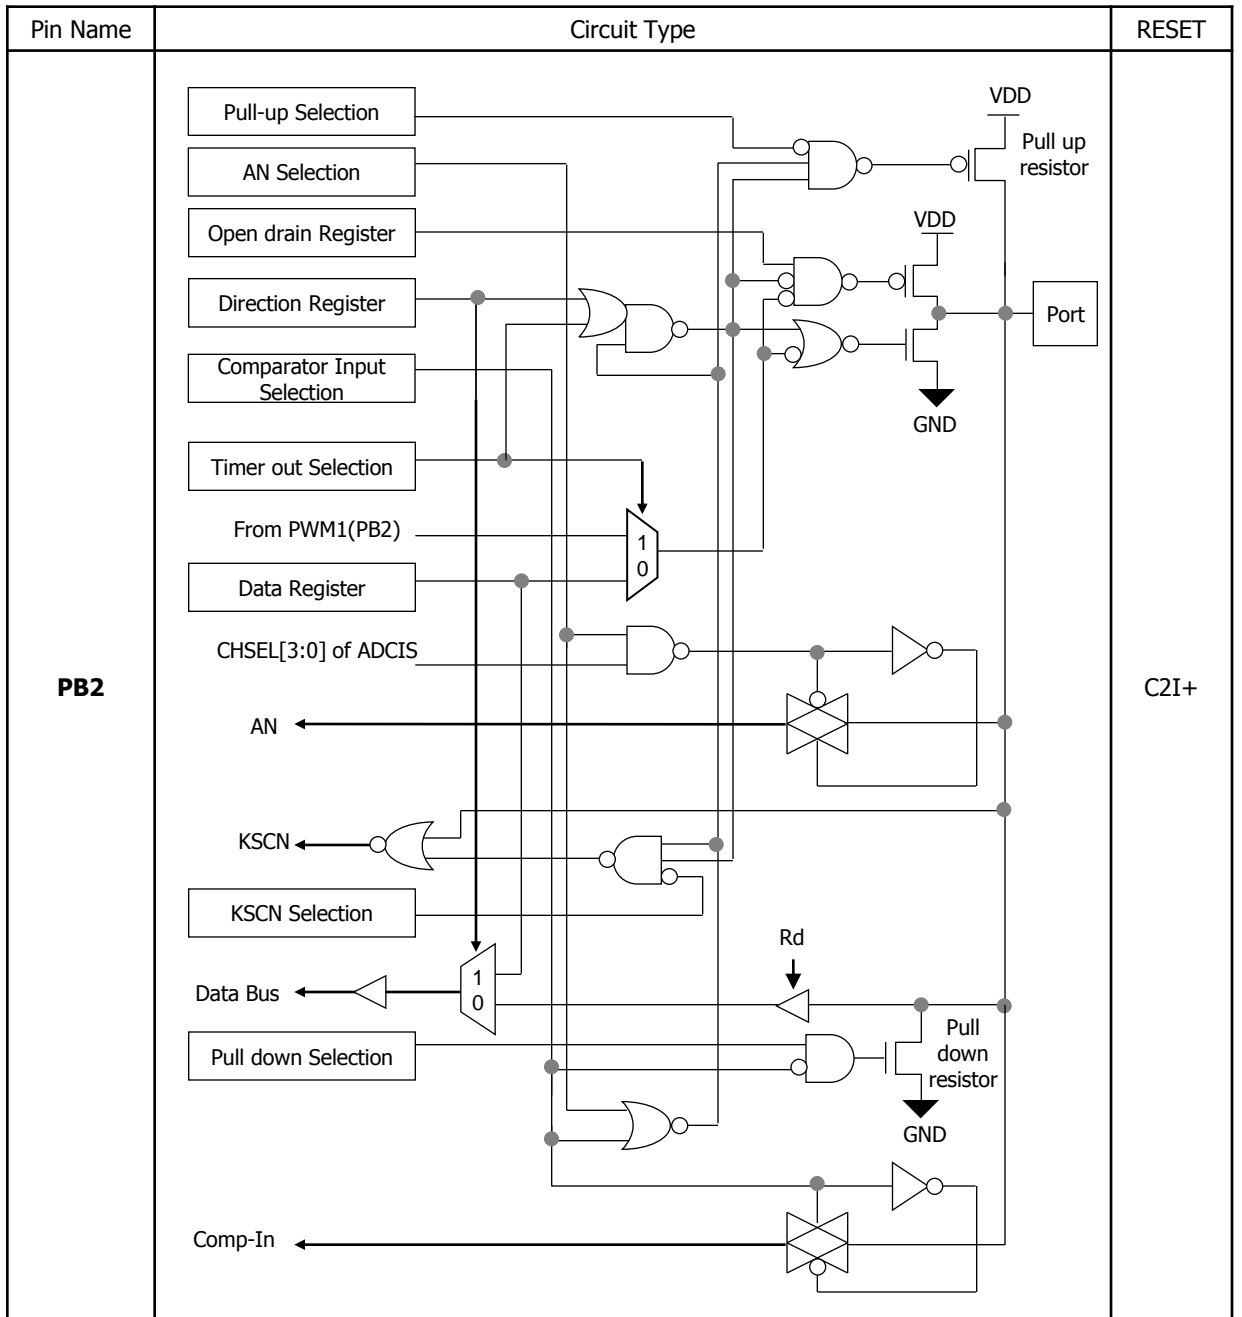 Pin Name
Circuit Type
RESET
PB2
C2I+
Pull-up Selection
AN Selection
Open drain Register
Direction Register
Comparator Input
Selection
Timer out Selection
From PWM1(PB2)
Data Register
CHSEL[3:0] of ADCIS
AN
KSCN
KSCN Selection
Data Bus
Pull down Selection
Comp-In
VDD
Pull up
resistor
VDD
Port
GND
1
0
Rd
1
0
Pull
down
resistor
GND